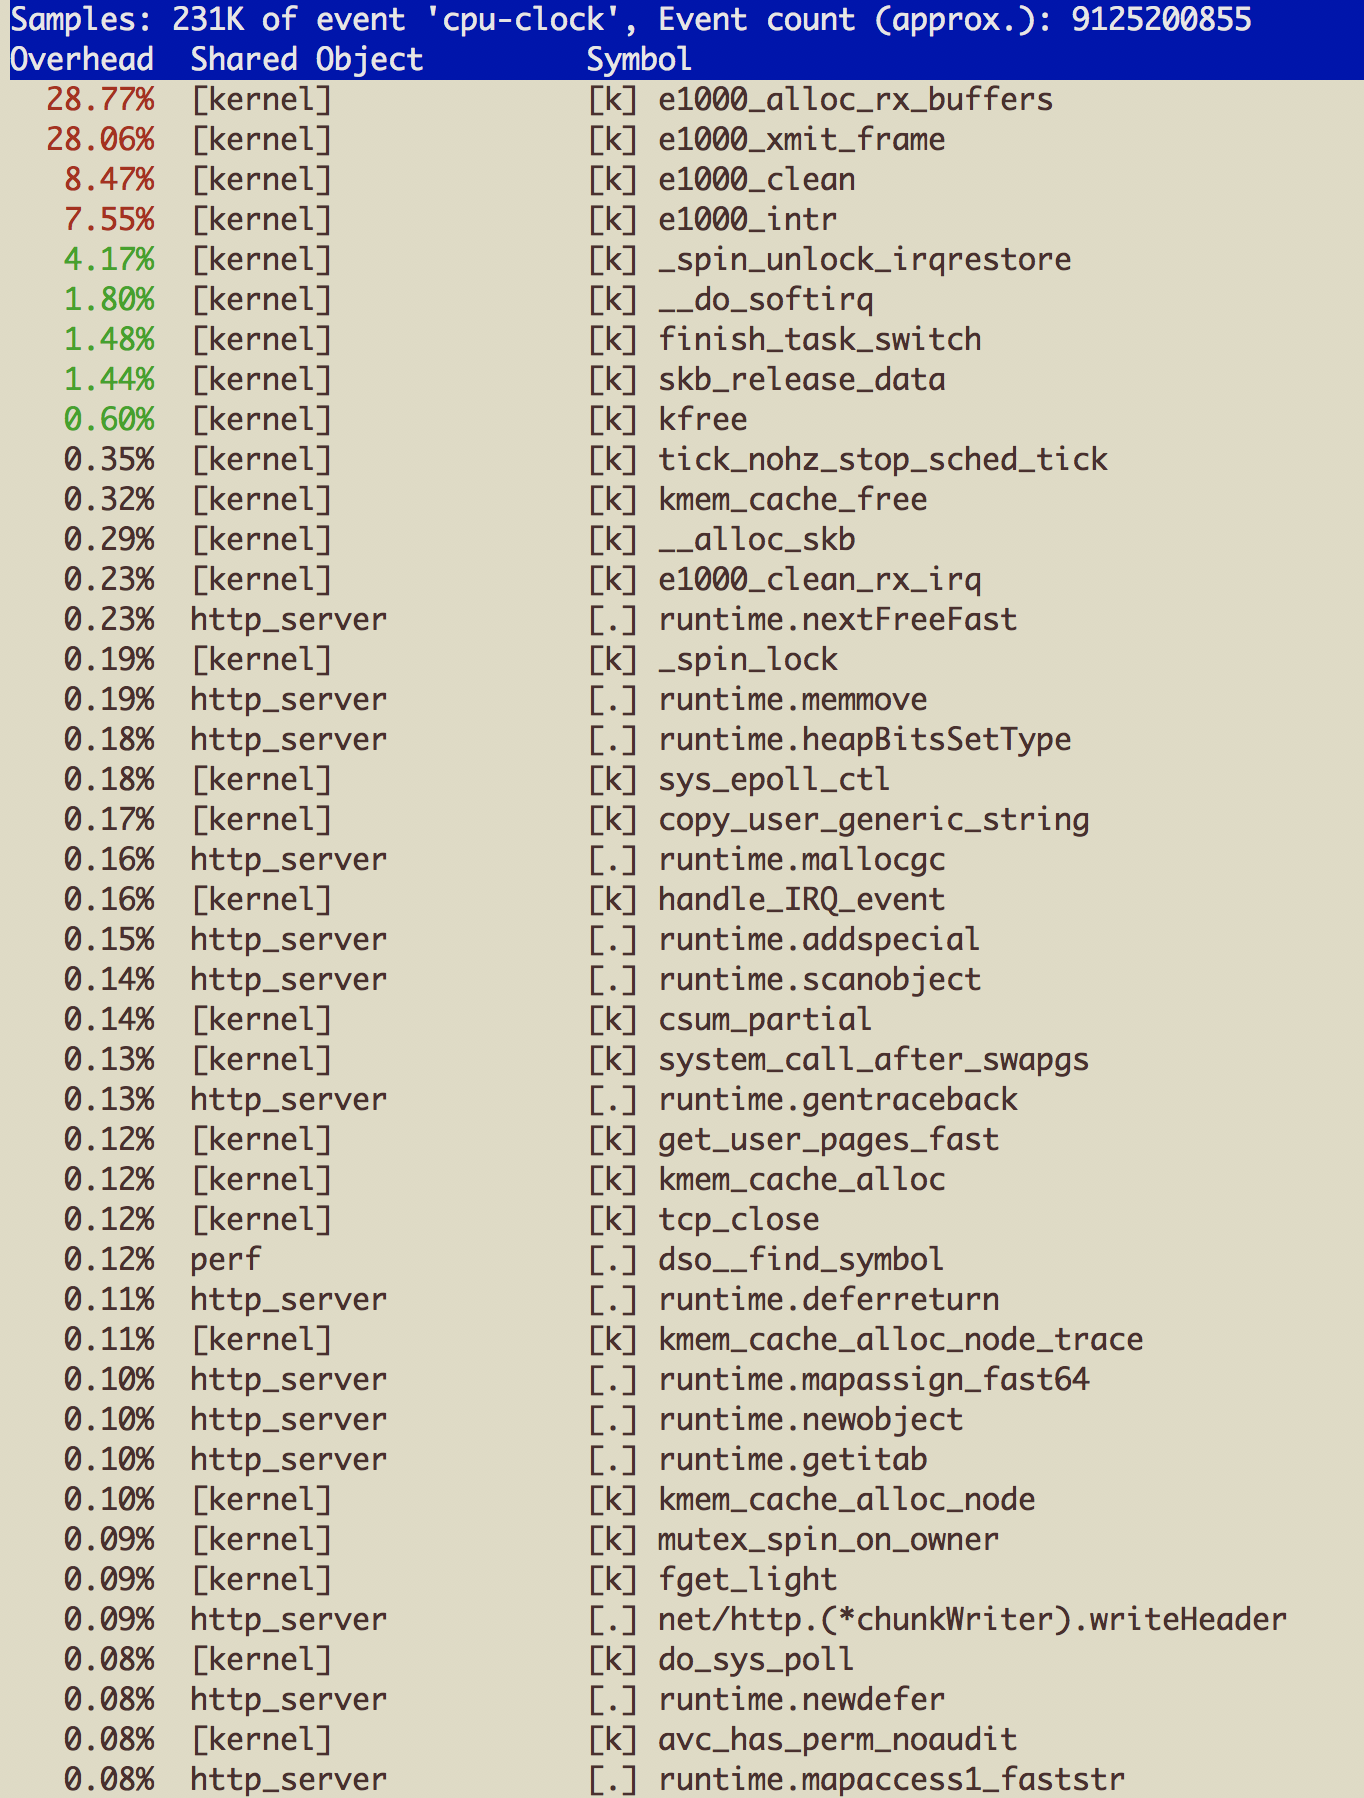 Samples: 231K of event 'cpu-clock', Event count (approx.): 9125200855
Overhead  Shared Object         Symbol
28.77%  [kernel]              [k] e1000_alloc_rx_buffers
28.06%  [kernel]              [k] e1000_xmit_frame
8.47%  [kernel]              [k] e1000_clean
7.55%  [kernel]              [k] e1000_intr
4.17%  [kernel]              [k] _spin_unlock_irqrestore
1.80%  [kernel]              [k] __do_softirq
1.48%  [kernel]              [k] finish_task_switch
1.44%  [kernel]              [k] skb_release_data
0.60%  [kernel]              [k] kfree
0.35%  [kernel]              [k] tick_nohz_stop_sched_tick
0.32%  [kernel]              [k] kmem_cache_free
0.29%  [kernel]              [k] __alloc_skb
0.23%  [kernel]              [k] e1000_clean_rx_irq
0.23%  http_server           [.] runtime.nextFreeFast
0.19%  [kernel]              [k] _spin_lock
0.19%  http_server           [.] runtime.memmove
0.18%  http_server           [.] runtime.heapBitsSetType
0.18%  [kernel]              [k] sys_epoll_ctl
0.17%  [kernel]              [k] copy_user_generic_string
0.16%  http_server           [.] runtime.mallocgc
0.16%  [kernel]              [k] handle_IRQ_event
0.15%  http_server           [.] runtime.addspecial
0.14%  http_server           [.] runtime.scanobject
0.14%  [kernel]              [k] csum_partial
0.13%  [kernel]              [k] system_call_after_swapgs
0.13%  http_server           [.] runtime.gentraceback
0.12%  [kernel]              [k] get_user_pages_fast
0.12%  [kernel]              [k] kmem_cache_alloc
0.12%  [kernel]              [k] tcp_close
0.12%  perf                  [.] dso__find_symbol
0.11%  http_server           [.] runtime.deferreturn
0.11%  [kernel]              [k] kmem_cache_alloc_node_trace
0.10%  http_server           [.] runtime.mapassign_fast64
0.10%  http_server           [.] runtime.newobject
0.10%  http_server           [.] runtime.getitab
0.10%  [kernel]              [k] kmem_cache_alloc_node
0.09%  [kernel]              [k] mutex_spin_on_owner
0.09%  [kernel]              [k] fget_light
0.09%  http_server           [.] net/http.(*chunkWriter).writeHeader
0.08%  [kernel]              [k] do_sys_poll
0.08%  http_server           [.] runtime.newdefer
0.08%  [kernel]              [k] avc_has_perm_noaudit
0.08%  http_server           [.] runtime.mapaccess1_faststr